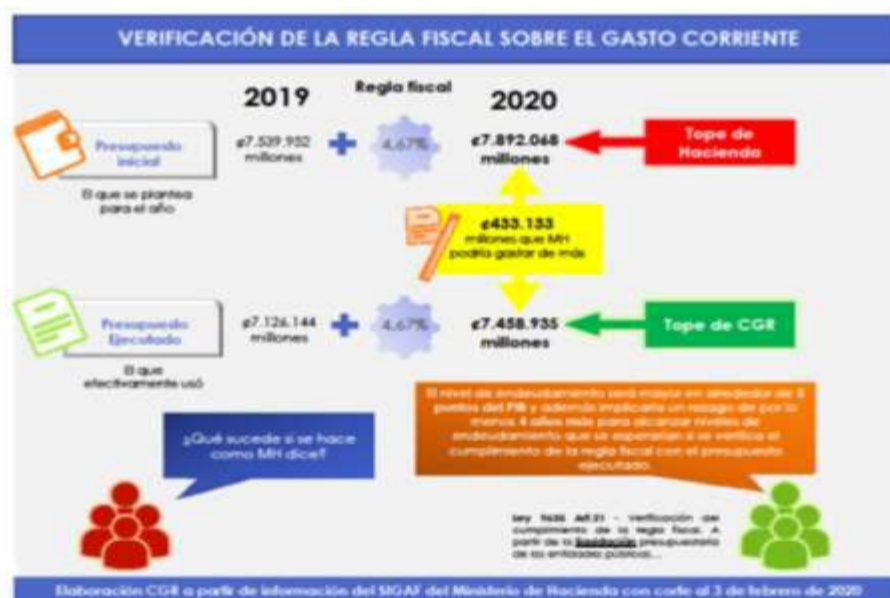 VERIFICACIÓN DE LA REGLA FISCAL SOBRE EL GASTO CORRIENTE
2019
Regla fiscal
2020
Presupuesto
Inicial
₡7.539.952
millones
4,67%
₡7.892.068
millones
Tope de
Hacienda
El que se plantea
para el año
₡433.133
millones que MH
podría gastar de más
Presupuesto
Ejecutado
₡7.126.144
millones
4,67%
₡7.458.935
millones
Tope de CGR
El que
efectivamente usó
¿Qué sucede si se hace
como MH dice?
El nivel de endeudamiento será mayor en alrededor de 5
puntos del PIB y además implicaría un rezago de por lo
menos 4 años más para alcanzar niveles de
endeudamiento que se esperarían si se verifica el
cumplimiento de la regla fiscal con el presupuesto
ejecutado.
Ley 9635 Art.21 - Verificación del
cumplimiento de la regla fiscal. A
partir de la liquidación presupuestaria
de las entidades públicas...
Elaboración CGR a partir de información del SIGAF del Ministerio de Hacienda con corte al 3 de febrero de 2020